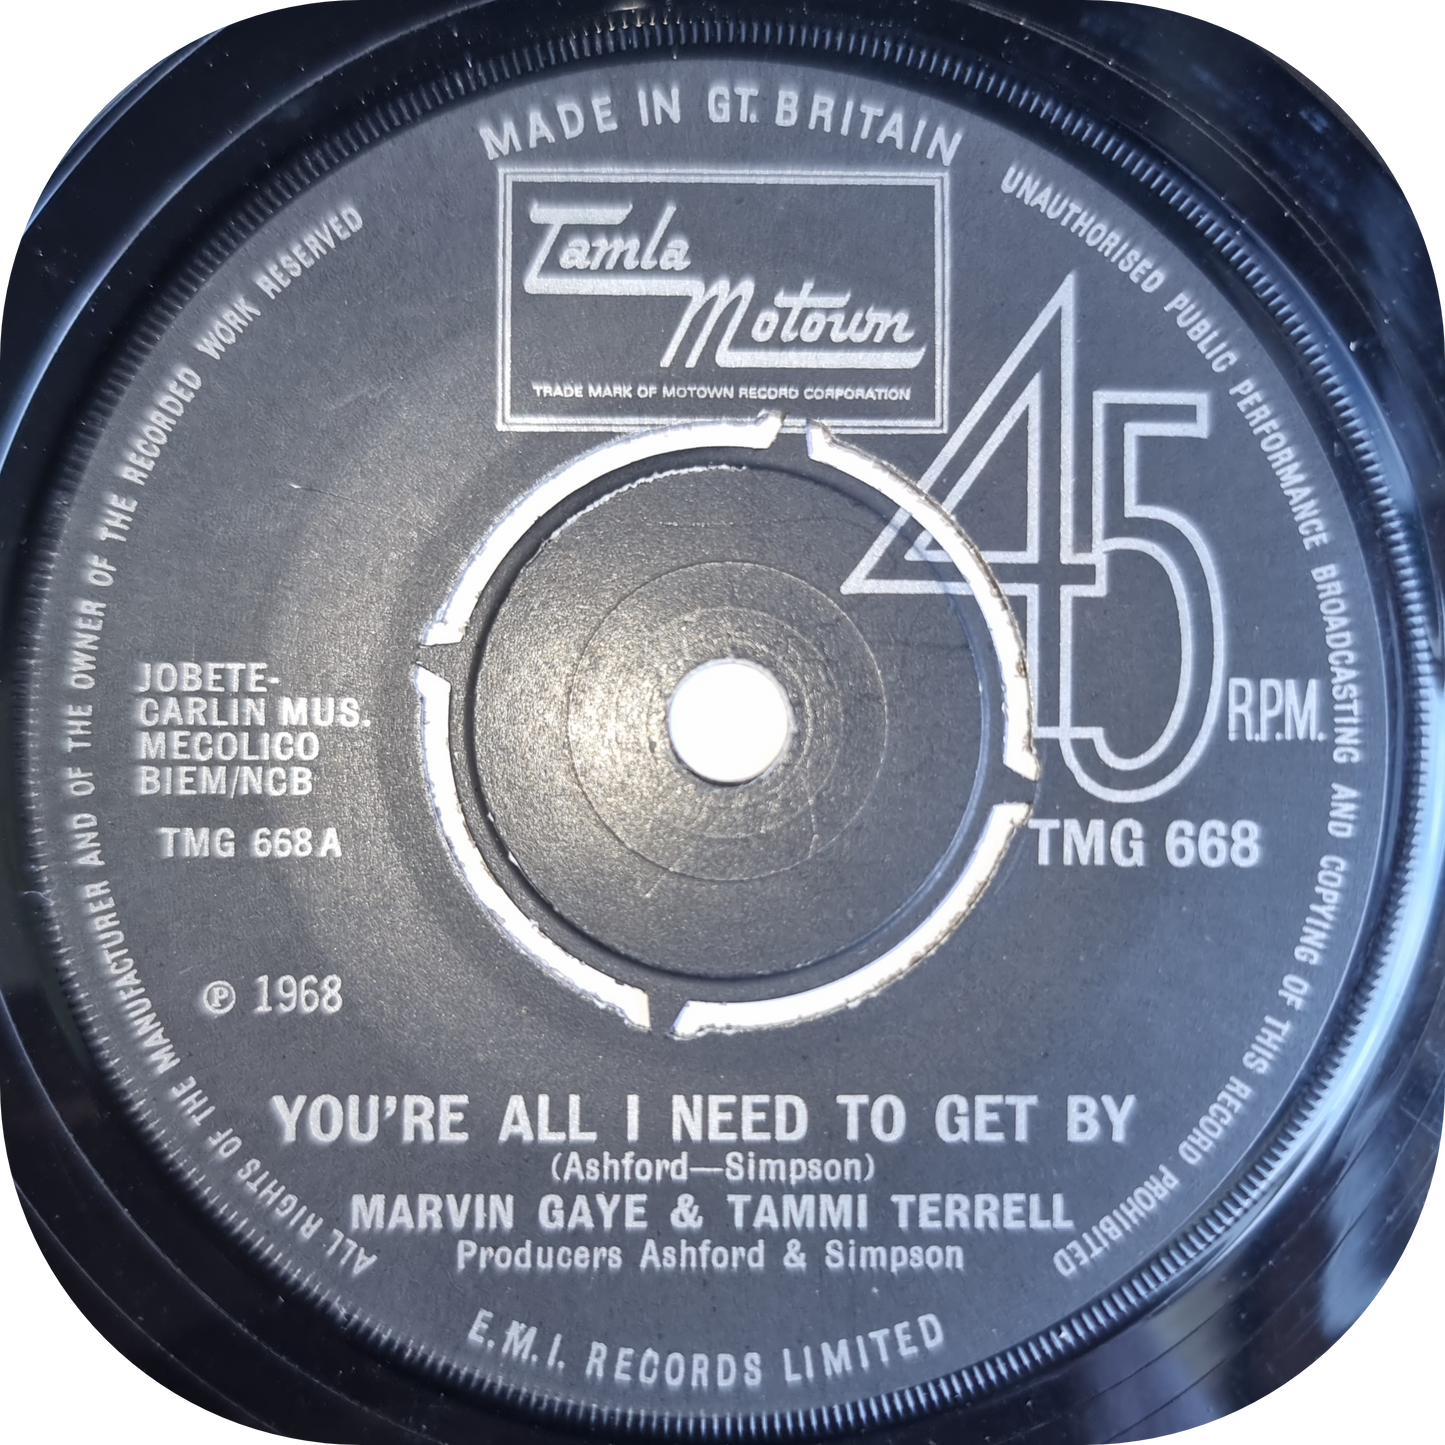 MADE IN GT. BRITAIN
Tamla
Motown
TRADE MARK OF MOTOWN RECORD CORPORATION
45
R.P.M.
JOBETE-
CARLIN MUS.
MECOLICO
BIEM/NCB
TMG 668A
TMG 668
Ⓟ 1968
YOU'RE ALL I NEED TO GET BY
(Ashford—Simpson)
MARVIN GAYE & TAMMI TERRELL
Producers Ashford & Simpson
E.M.I. RECORDS LIMITED
ALL RIGHTS OF THE MANUFACTURER AND OF THE OWNER OF THE RECORDED WORK RESERVED
UNAUTHORISED PUBLIC PERFORMANCE BROADCASTING AND COPYING OF THIS RECORD PROHIBITED